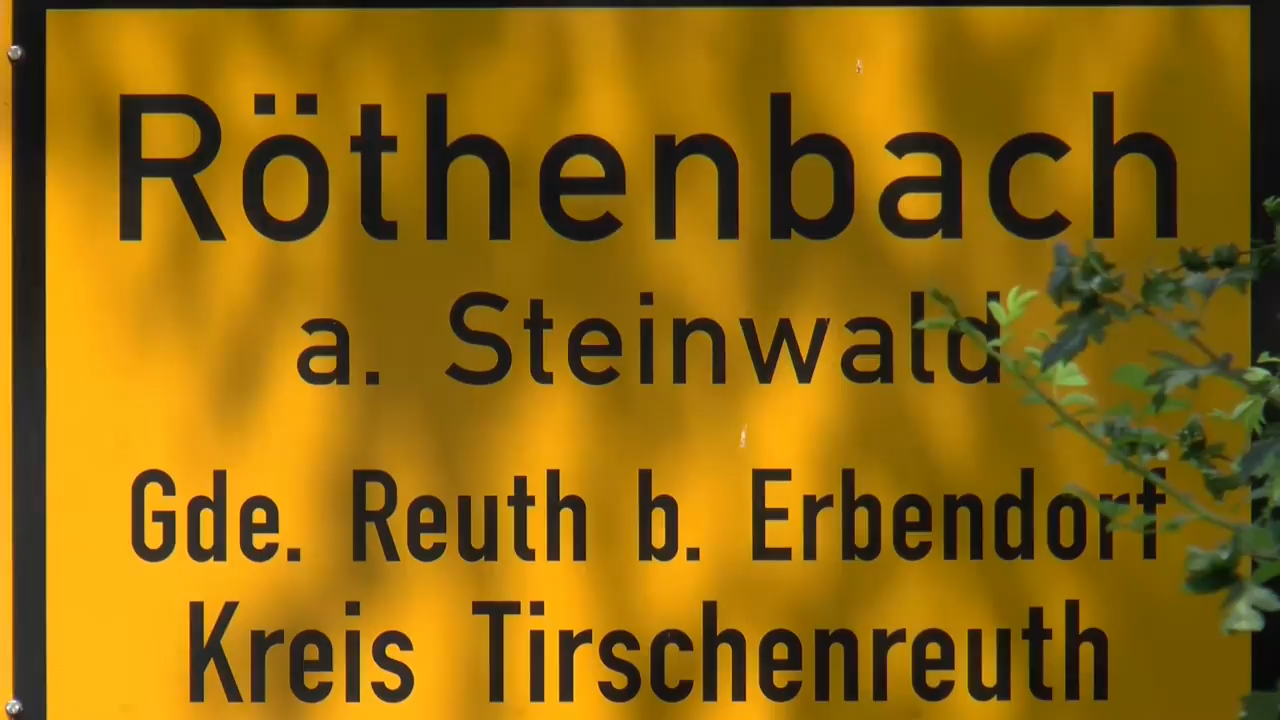 Röthenbach
a. Steinwald
Gde. Reuth b. Erbendorf
Kreis Tirschenreuth